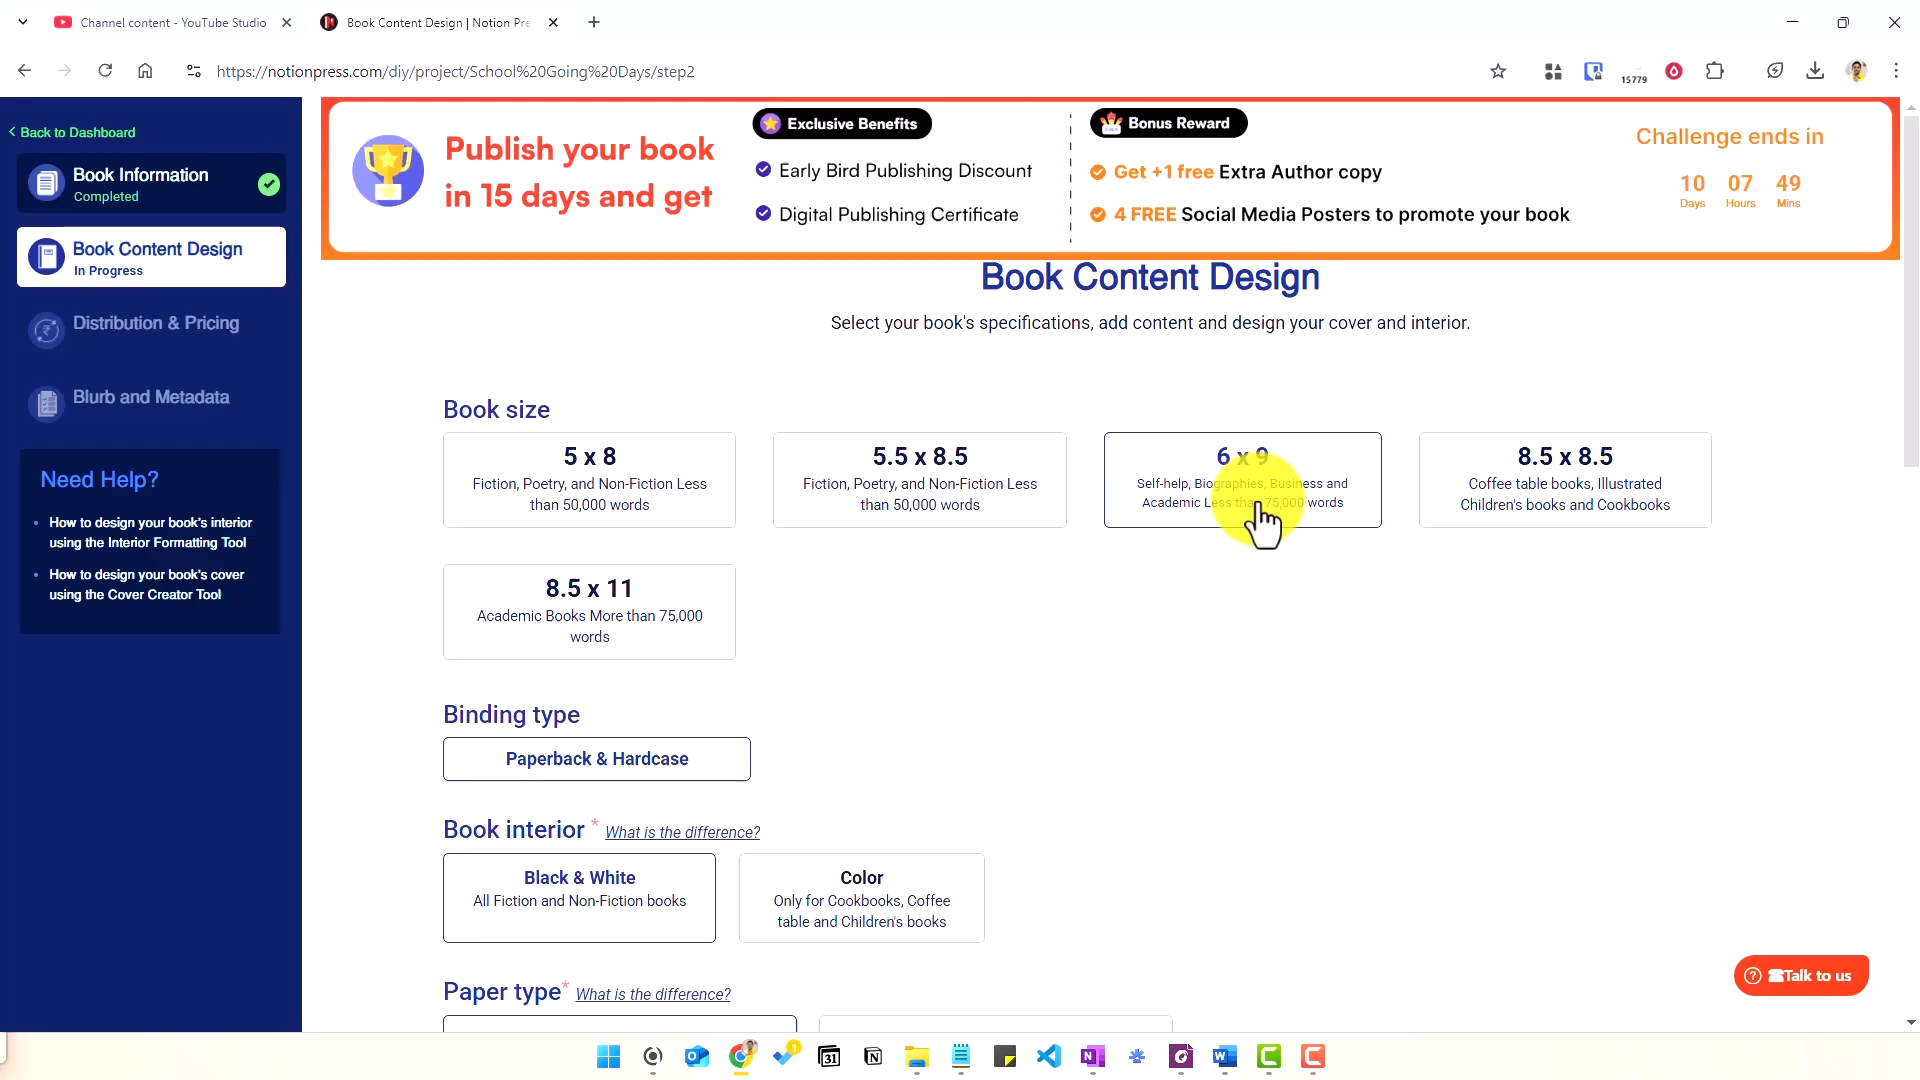 Channel content - YouTube Studio
Book Content Design | Notion Pre
https://notionpress.com/diy/project/School%20Going%20Days/step2
15779
Back to Dashboard
Book Information
Completed
Book Content Design
In Progress
Distribution & Pricing
Blurb and Metadata
Need Help?
How to design your book's interior
using the Interior Formatting Tool
How to design your book's cover
using the Cover Creator Tool
Publish your book
in 15 days and get
Exclusive Benefits
Early Bird Publishing Discount
Digital Publishing Certificate
Bonus Reward
Get +1 free Extra Author copy
4 FREE Social Media Posters to promote your book
Challenge ends in
10 07 49
Days Hours Mins
Book Content Design
Select your book's specifications, add content and design your cover and interior.
Book size
5 x 8
Fiction, Poetry, and Non-Fiction Less
than 50,000 words
5.5 x 8.5
Fiction, Poetry, and Non-Fiction Less
than 50,000 words
6 x 9
Self-help, Biographies, Business and
Academic Less than 75,000 words
8.5 x 8.5
Coffee table books, Illustrated
Children's books and Cookbooks
8.5 x 11
Academic Books More than 75,000
words
Binding type
Paperback & Hardcase
Book interior * What is the difference?
Black & White
All Fiction and Non-Fiction books
Color
Only for Cookbooks, Coffee
table and Children's books
Paper type* What is the difference?
Talk to us
1
31